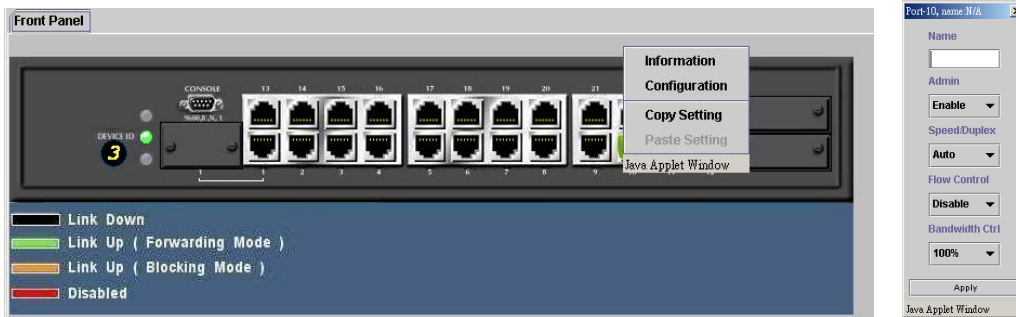 Front Panel
CONSOLE
9600,8 ,N, 1
DEVICE ID
3
13 14 15 16 17 18 19 20 21
1 1 2 3 4 5 6 7 8 9
Information
Configuration
Copy Setting
Paste Setting
Java Applet Window
Link Down
Link Up ( Forwarding Mode )
Link Up ( Blocking Mode )
Disabled
Port-10, name:N/A
Name
Admin
Enable
Speed/Duplex
Auto
Flow Control
Disable
Bandwidth Ctrl
100%
Apply
Java Applet Window